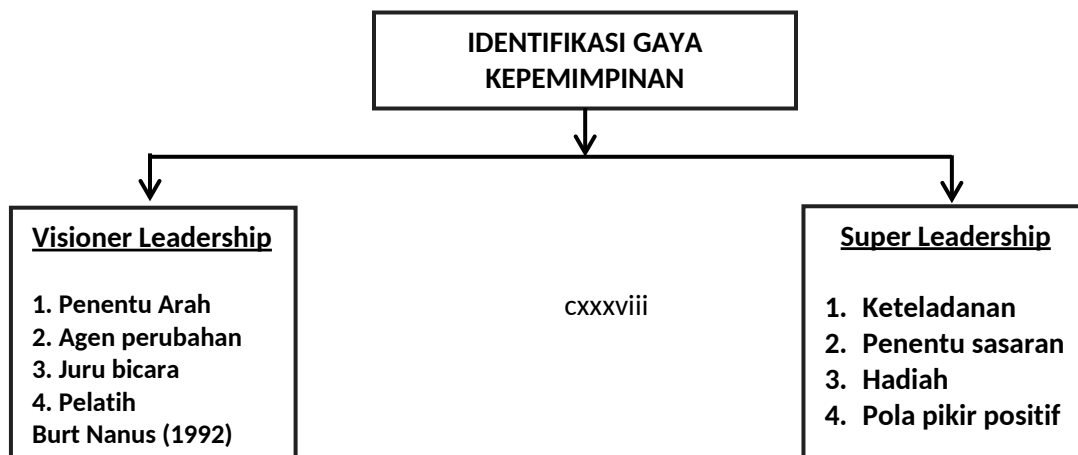 IDENTIFIKASI GAYA
KEPEMIMPINAN
Visioner Leadership
1. Penentu Arah
2. Agen perubahan
3. Juru bicara
4. Pelatih
Burt Nanus (1992)
cxxxviii
Super Leadership
1. Keteladanan
2. Penentu sasaran
3. Hadiah
4. Pola pikir positif